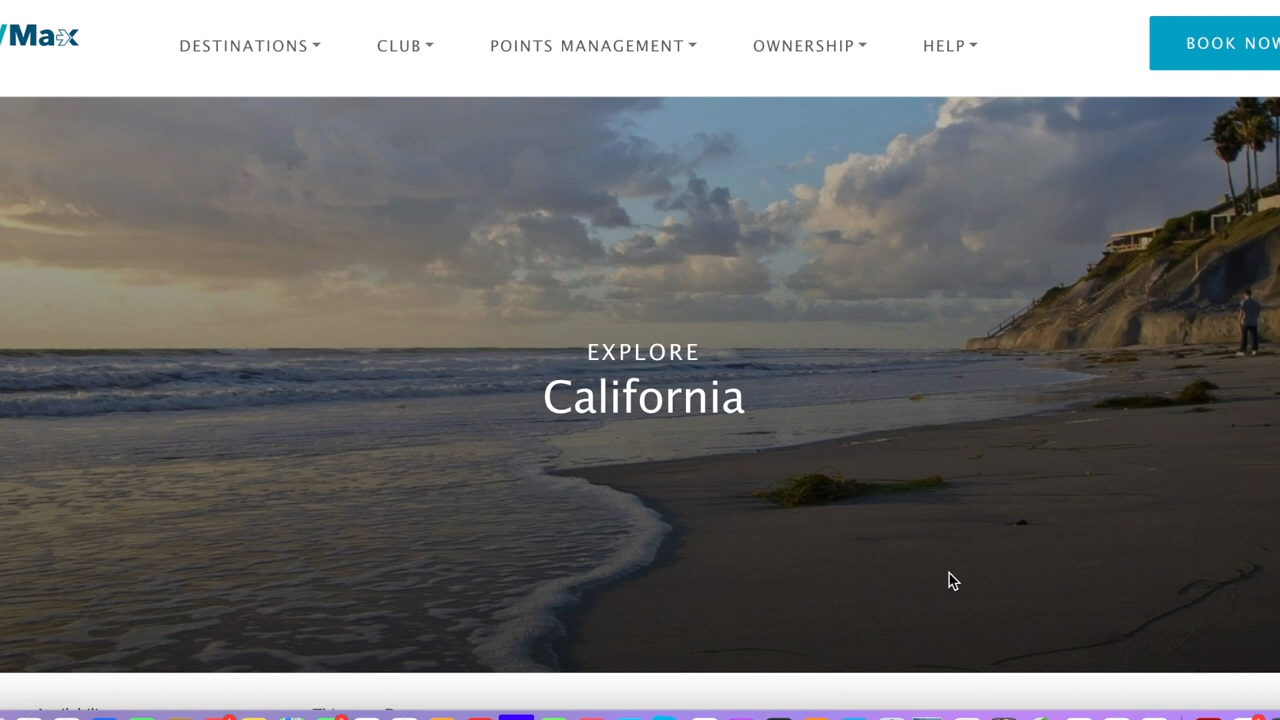 Max
DESTINATIONS CLUB POINTS MANAGEMENT OWNERSHIP HELP
BOOK NOW
EXPLORE
California